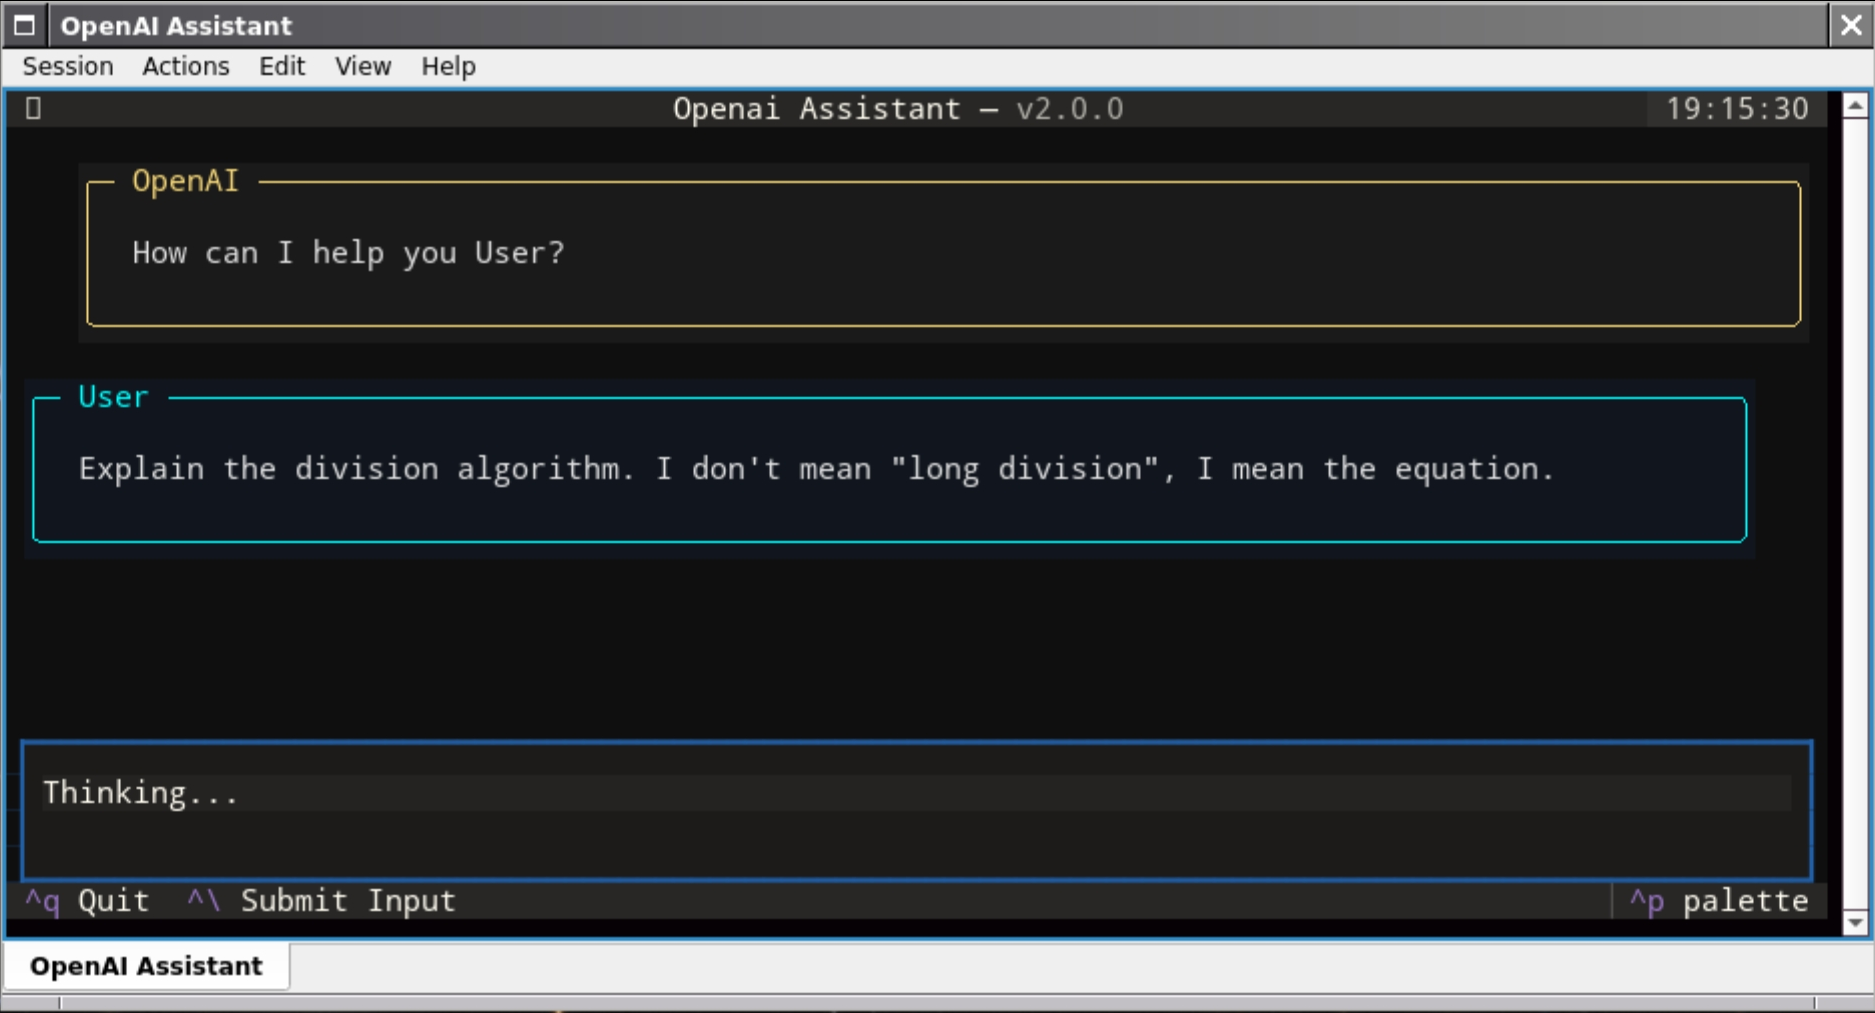 OpenAI Assistant
Session Actions Edit View Help
Openai Assistant — v2.0.0 19:15:30
OpenAI
How can I help you User?
User
Explain the division algorithm. I don't mean "long division", I mean the equation.
Thinking...
^q Quit ^\ Submit Input ^p palette
OpenAI Assistant